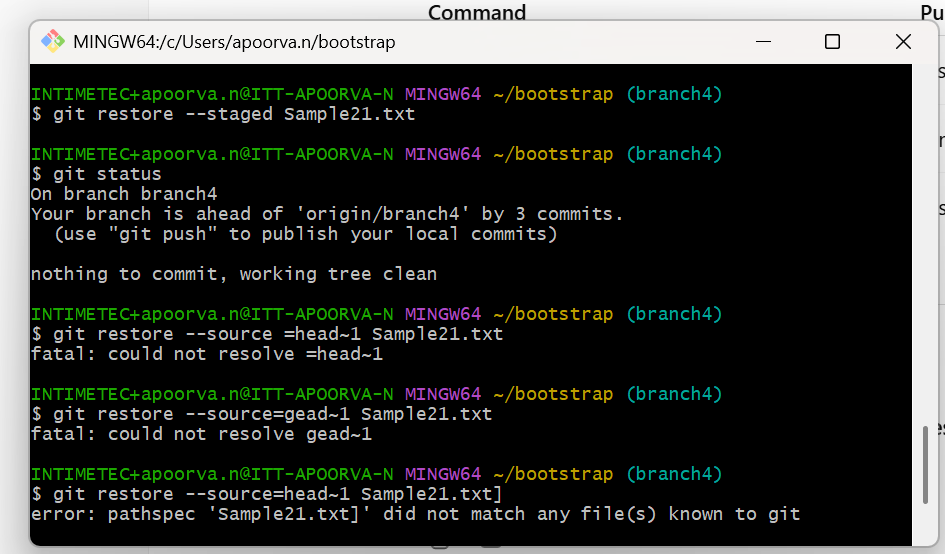 Command
Pu
MINGW64:/c/Users/apoorva.n/bootstrap
INTIMETEC+apoorva.n@ITT-APOORVA-N MINGW64 ~/bootstrap (branch4)
$ git restore --staged Sample21.txt
INTIMETEC+apoorva.n@ITT-APOORVA-N MINGW64 ~/bootstrap (branch4)
$ git status
On branch branch4
Your branch is ahead of 'origin/branch4' by 3 commits.
  (use "git push" to publish your local commits)
nothing to commit, working tree clean
INTIMETEC+apoorva.n@ITT-APOORVA-N MINGW64 ~/bootstrap (branch4)
$ git restore --source =head~1 Sample21.txt
fatal: could not resolve =head~1
INTIMETEC+apoorva.n@ITT-APOORVA-N MINGW64 ~/bootstrap (branch4)
$ git restore --source=gead~1 Sample21.txt
fatal: could not resolve gead~1
INTIMETEC+apoorva.n@ITT-APOORVA-N MINGW64 ~/bootstrap (branch4)
$ git restore --source=head~1 Sample21.txt]
error: pathspec 'Sample21.txt]' did not match any file(s) known to git